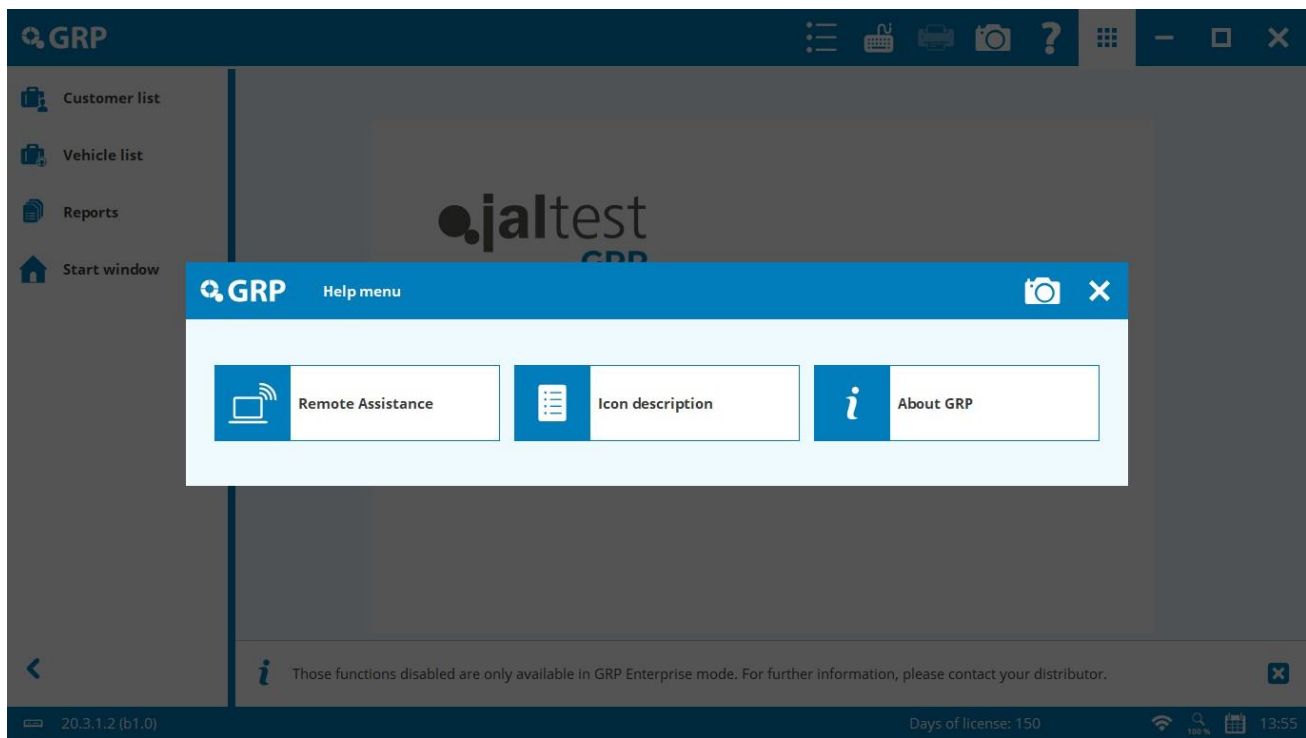 GRP
Customer list
Vehicle list
Reports
Start window
jaltest
GRP
GRP Help menu
Remote Assistance
Icon description
About GRP
Those functions disabled are only available in GRP Enterprise mode. For further information, please contact your distributor.
20.3.1.2 (b1.0) Days of license: 150 100 % 13:55